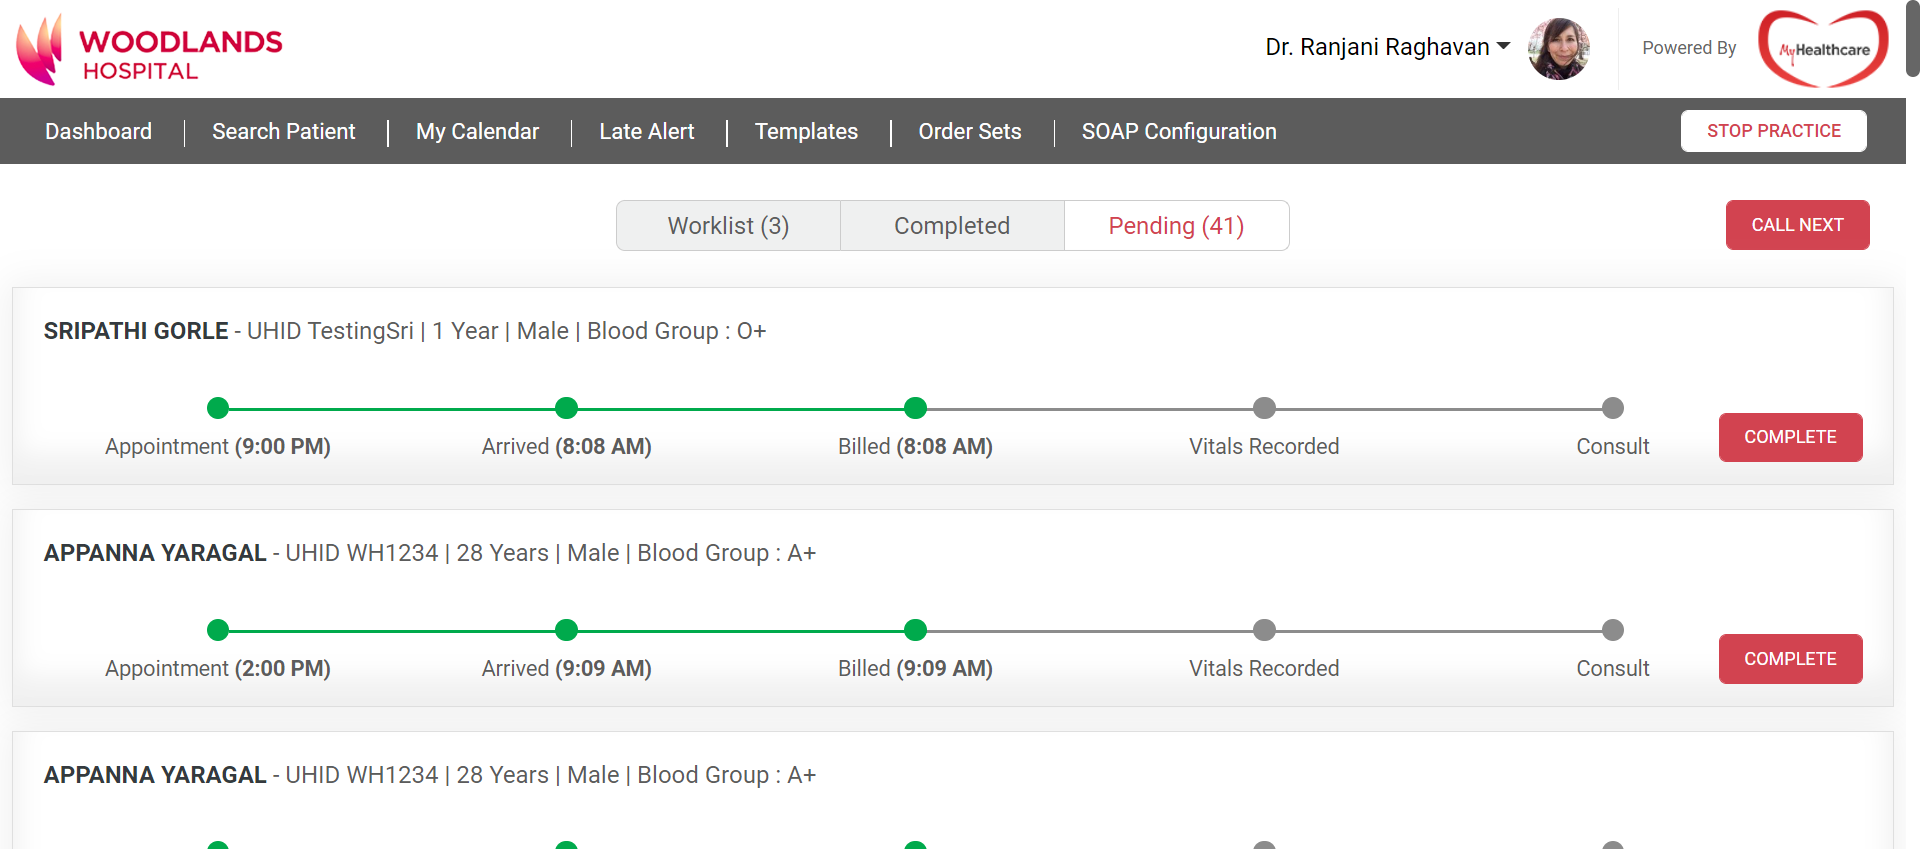 WOODLANDS
HOSPITAL
Dr. Ranjani Raghavan
Powered By
MyHealthcare
Dashboard
Search Patient
My Calendar
Late Alert
Templates
Order Sets
SOAP Configuration
STOP PRACTICE
Worklist (3)
Completed
Pending (41)
CALL NEXT
SRIPATHI GORLE - UHID TestingSri | 1 Year | Male | Blood Group : O+
Appointment (9:00 PM)
Arrived (8:08 AM)
Billed (8:08 AM)
Vitals Recorded
Consult
COMPLETE
APPANNA YARAGAL - UHID WH1234 | 28 Years | Male | Blood Group : A+
Appointment (2:00 PM)
Arrived (9:09 AM)
Billed (9:09 AM)
Vitals Recorded
Consult
COMPLETE
APPANNA YARAGAL - UHID WH1234 | 28 Years | Male | Blood Group : A+